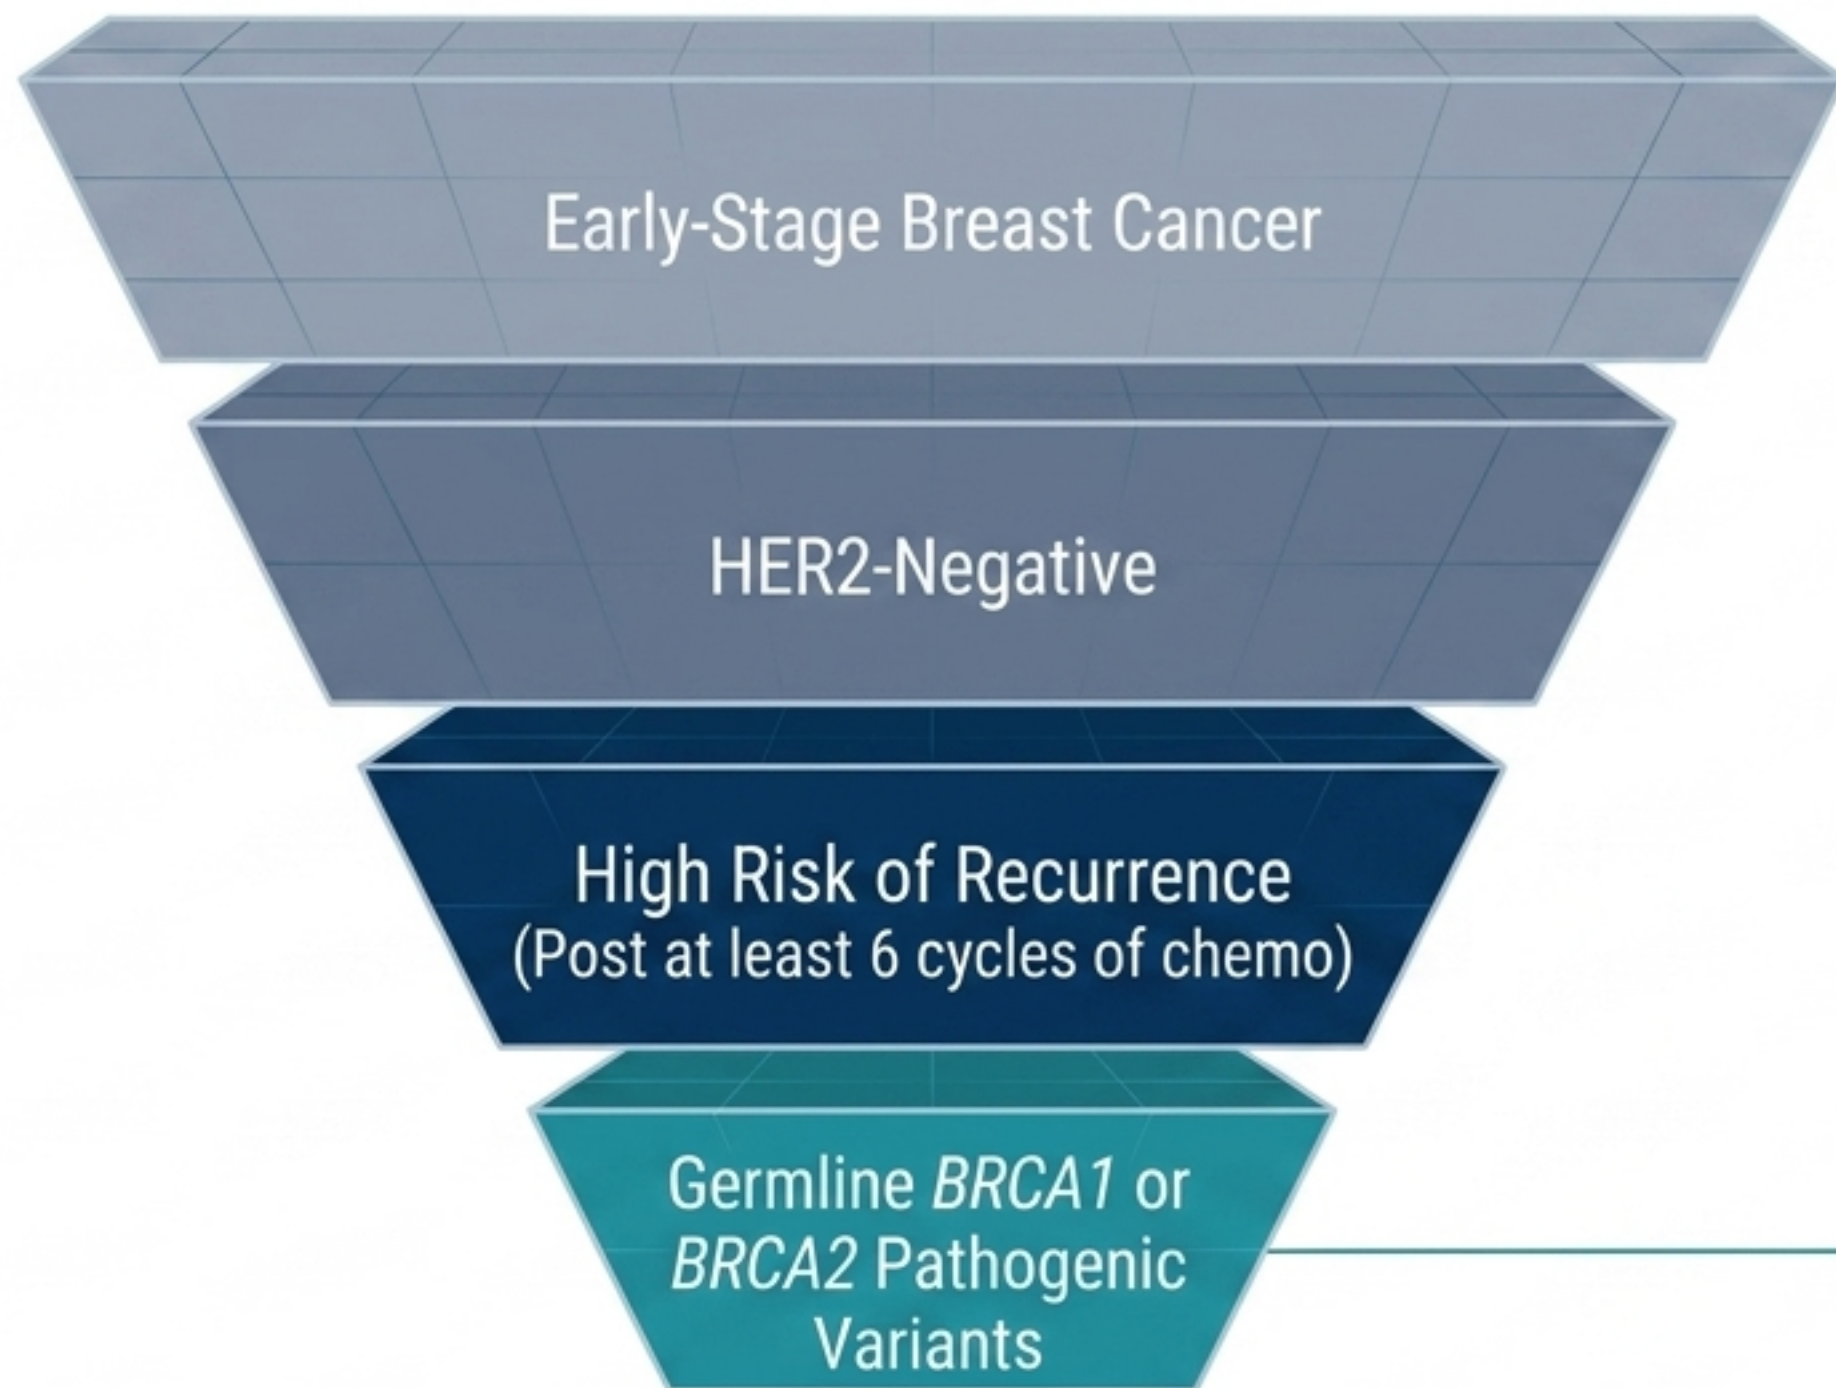 Early-Stage Breast Cancer
HER2-Negative
High Risk of Recurrence
(Post at least 6 cycles of chemo)
Germline BRCA1 or
BRCA2 Pathogenic
Variants